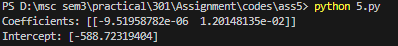 PS D:\msc sem3\practical\301\Assignment\codes\ass5> python 5.py
Coefficients: [[-9.51958782e-06  1.20148135e-02]]
Intercept: [-588.72319404]